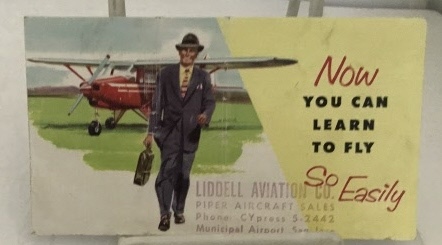 Now
YOU CAN
LEARN
TO FLY
So Easily
LIDDELL AVIATION CO.
PIPER AIRCRAFT SALES
Phone CYpress 5-2442
Municipal Airport, San Jose